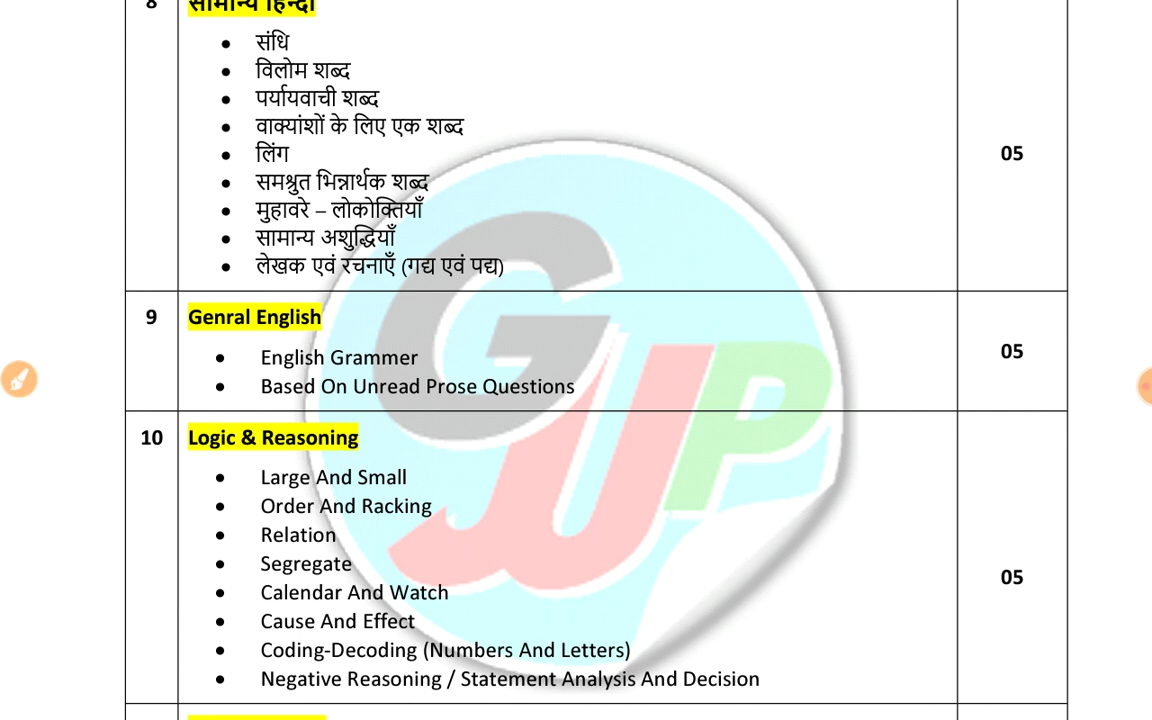 8 सामान्य हिन्दी
• संधि
• विलोम शब्द
• पर्यायवाची शब्द
• वाक्यांशों के लिए एक शब्द
• लिंग
05
• समश्रुत भिन्नार्थक शब्द
• मुहावरे – लोकोक्तियाँ
• सामान्य अशुद्धियाँ
• लेखक एवं रचनाएँ (गद्य एवं पद्य)
9 Genral English
05
• English Grammer
• Based On Unread Prose Questions
10 Logic & Reasoning
• Large And Small
• Order And Racking
• Relation
• Segregate
05
• Calendar And Watch
• Cause And Effect
• Coding-Decoding (Numbers And Letters)
• Negative Reasoning / Statement Analysis And Decision
GJP